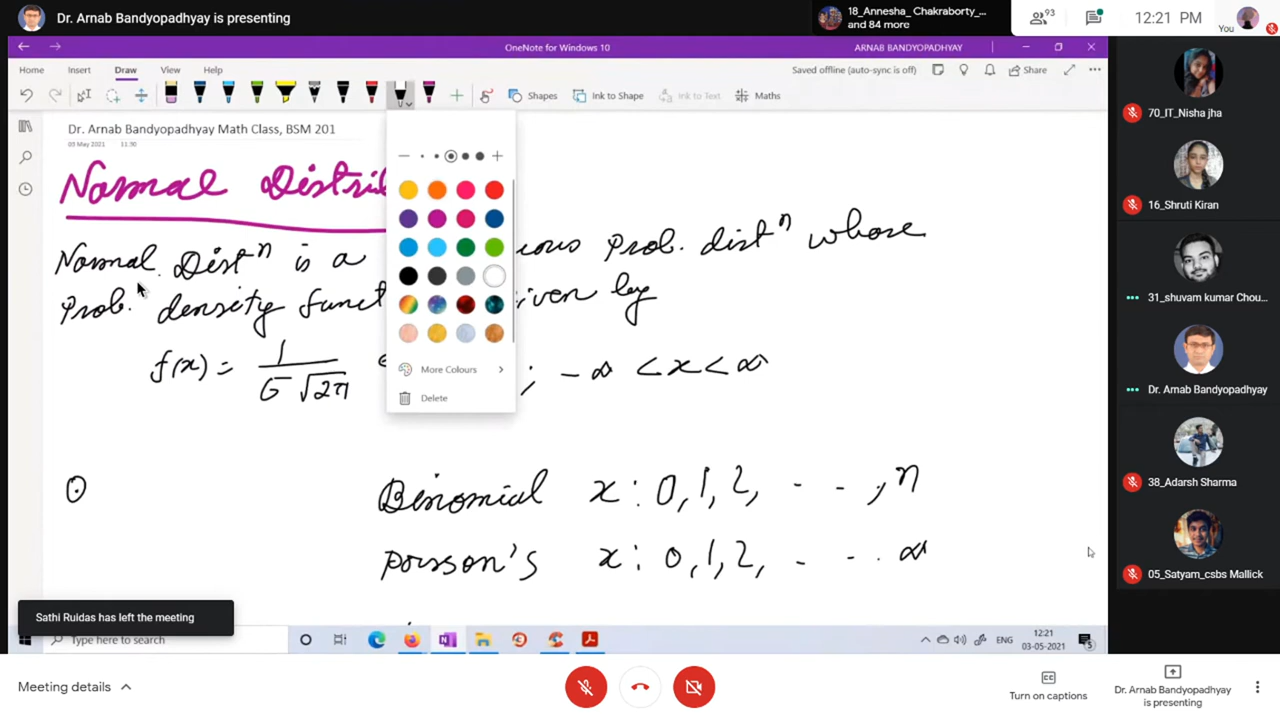 Dr. Arnab Bandyopadhyay is presenting
18_Annesha_ Chakraborty_...
and 84 more
93
12:21 PM
You
OneNote for Windows 10
ARNAB BANDYOPADHYAY
Home Insert Draw View Help
Saved offline (auto-sync is off)
Share
Shapes Ink to Shape Ink to Text Maths
Dr. Arnab Bandyopadhyay Math Class, BSM 201
03 May 2021 11:30
Normal Distri
Normal Distⁿ is a ous Prob. distⁿ whose
Prob. density funct iven by
f(x) = 1/(σ√2π) e ; -∞ < x < ∞
More Colours
Delete
Binomial x: 0, 1, 2, - - -, n
Poisson's x: 0, 1, 2, - - . ∞
70_IT_Nisha jha
16_Shruti Kiran
31_shuvam kumar Chou...
Dr. Arnab Bandyopadhyay
38_Adarsh Sharma
05_Satyam_csbs Mallick
Sathi Ruidas has left the meeting
Type here to search
ENG
12:21
03-05-2021
5
Meeting details
Turn on captions
Dr. Arnab Bandyopadhyay
is presenting